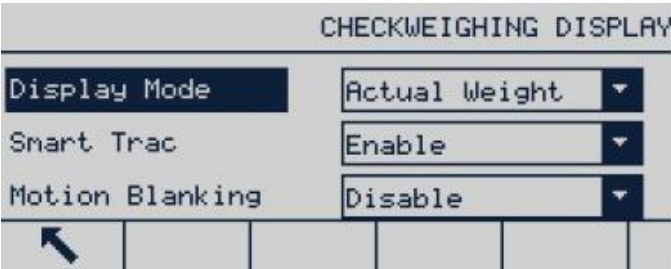 CHECKWEIGHING DISPLAY
Display Mode Actual Weight
Smart Trac Enable
Motion Blanking Disable